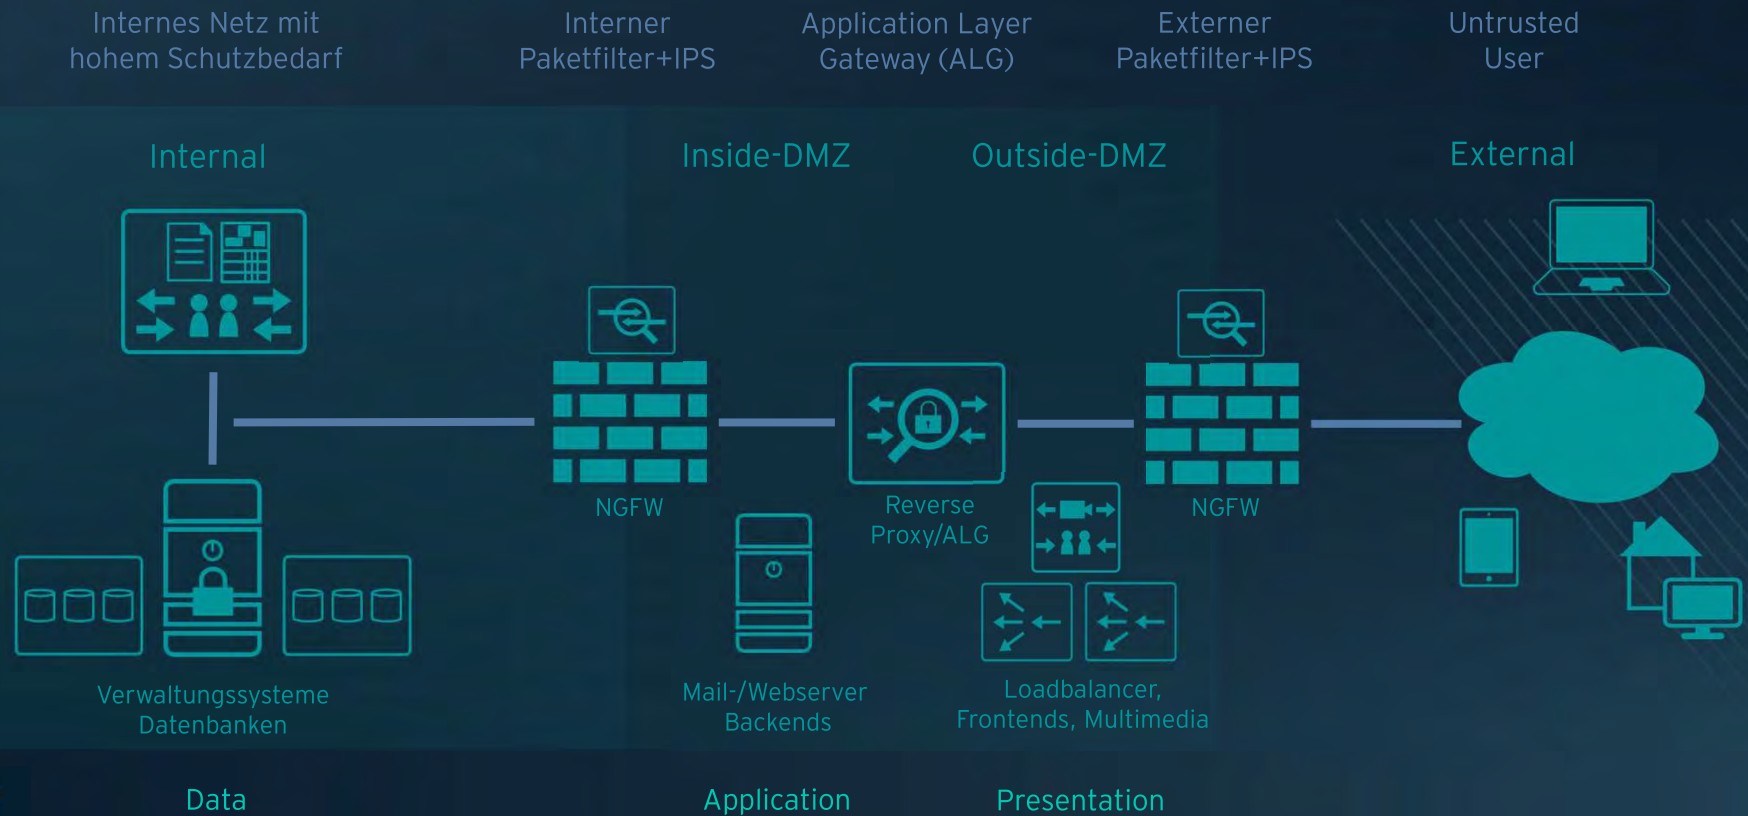 Internes Netz mit
hohem Schutzbedarf
Interner
Paketfilter+IPS
Application Layer
Gateway (ALG)
Externer
Paketfilter+IPS
Untrusted
User
Internal
Inside-DMZ
Outside-DMZ
External
NGFW
Reverse
Proxy/ALG
NGFW
Verwaltungssysteme
Datenbanken
Mail-/Webserver
Backends
Loadbalancer,
Frontends, Multimedia
Data
Application
Presentation